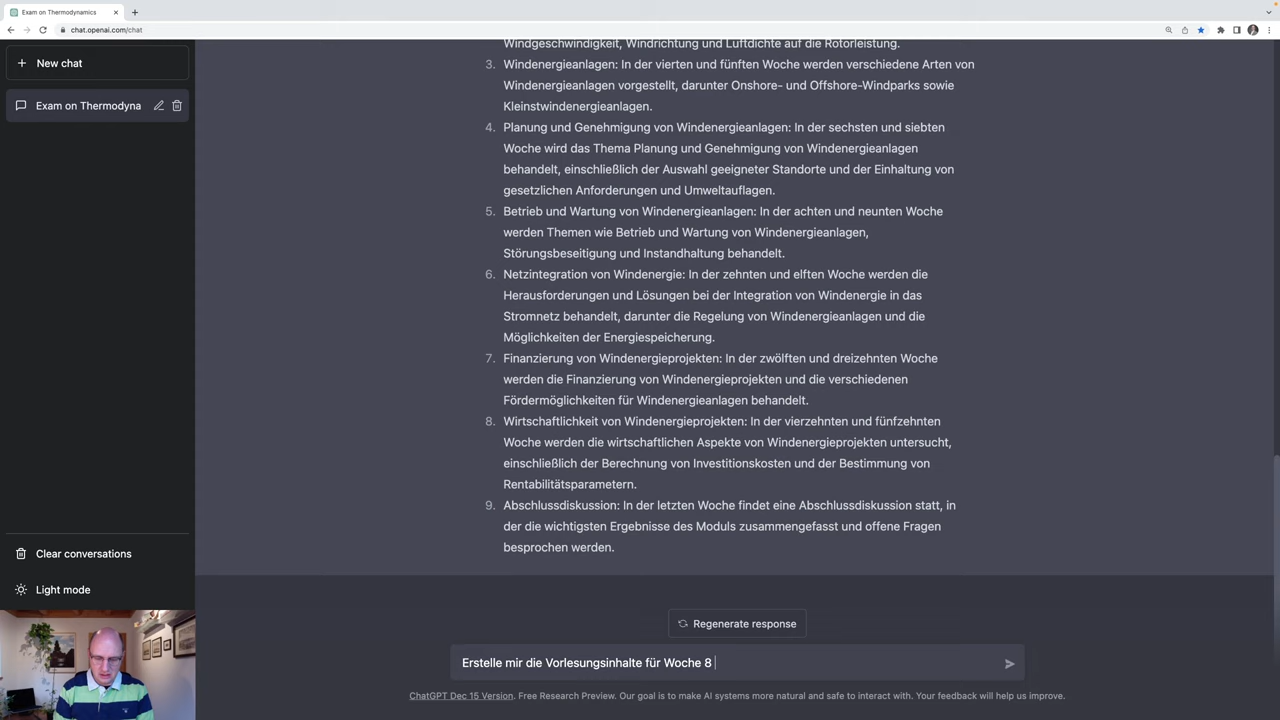 Exam on Thermodynamics
chat.openai.com/chat
New chat
Exam on Thermodyna
Clear conversations
Light mode
Windgeschwindigkeit, Windrichtung und Luftdichte auf die Rotorleistung.
3. Windenergieanlagen: In der vierten und fünften Woche werden verschiedene Arten von
Windenergieanlagen vorgestellt, darunter Onshore- und Offshore-Windparks sowie
Kleinstwindenergieanlagen.
4. Planung und Genehmigung von Windenergieanlagen: In der sechsten und siebten
Woche wird das Thema Planung und Genehmigung von Windenergieanlagen
behandelt, einschließlich der Auswahl geeigneter Standorte und der Einhaltung von
gesetzlichen Anforderungen und Umweltauflagen.
5. Betrieb und Wartung von Windenergieanlagen: In der achten und neunten Woche
werden Themen wie Betrieb und Wartung von Windenergieanlagen,
Störungsbeseitigung und Instandhaltung behandelt.
6. Netzintegration von Windenergie: In der zehnten und elften Woche werden die
Herausforderungen und Lösungen bei der Integration von Windenergie in das
Stromnetz behandelt, darunter die Regelung von Windenergieanlagen und die
Möglichkeiten der Energiespeicherung.
7. Finanzierung von Windenergieprojekten: In der zwölften und dreizehnten Woche
werden die Finanzierung von Windenergieprojekten und die verschiedenen
Fördermöglichkeiten für Windenergieanlagen behandelt.
8. Wirtschaftlichkeit von Windenergieprojekten: In der vierzehnten und fünfzehnten
Woche werden die wirtschaftlichen Aspekte von Windenergieprojekten untersucht,
einschließlich der Berechnung von Investitionskosten und der Bestimmung von
Rentabilitätsparametern.
9. Abschlussdiskussion: In der letzten Woche findet eine Abschlussdiskussion statt, in
der die wichtigsten Ergebnisse des Moduls zusammengefasst und offene Fragen
besprochen werden.
Regenerate response
Erstelle mir die Vorlesungsinhalte für Woche 8
ChatGPT Dec 15 Version. Free Research Preview. Our goal is to make AI systems more natural and safe to interact with. Your feedback will help us improve.